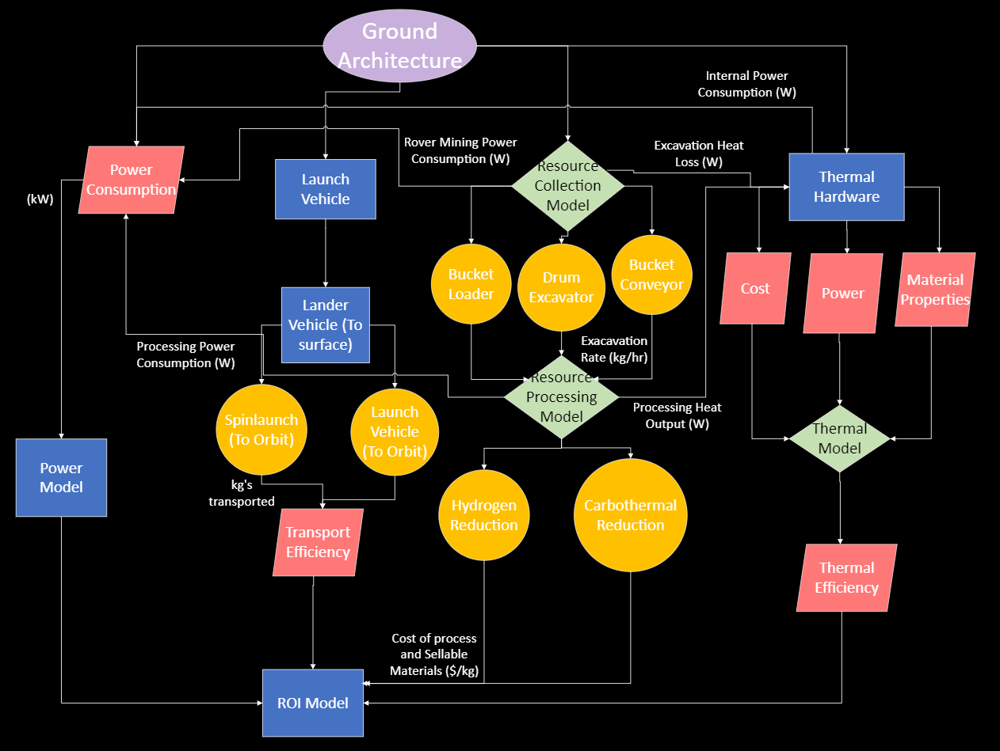 Ground
Architecture
Internal Power
Consumption (W)
Rover Mining Power
Consumption (W)
Excavation Heat
Loss (W)
Power
Consumption
(kW)
Launch
Vehicle
Resource
Collection
Model
Thermal
Hardware
Bucket
Loader
Drum
Excavator
Bucket
Conveyor
Cost
Power
Material
Properties
Lander
Vehicle (To
surface)
Processing Power
Consumption (W)
Exacavation
Rate (kg/hr)
Resource
Processing
Model
Processing Heat
Output (W)
Spinlaunch
(To Orbit)
Launch
Vehicle
(To Orbit)
Thermal
Model
Power
Model
kg's
transported
Hydrogen
Reduction
Carbothermal
Reduction
Transport
Efficiency
Thermal
Efficiency
Cost of process
and Sellable
Materials ($/kg)
ROI Model